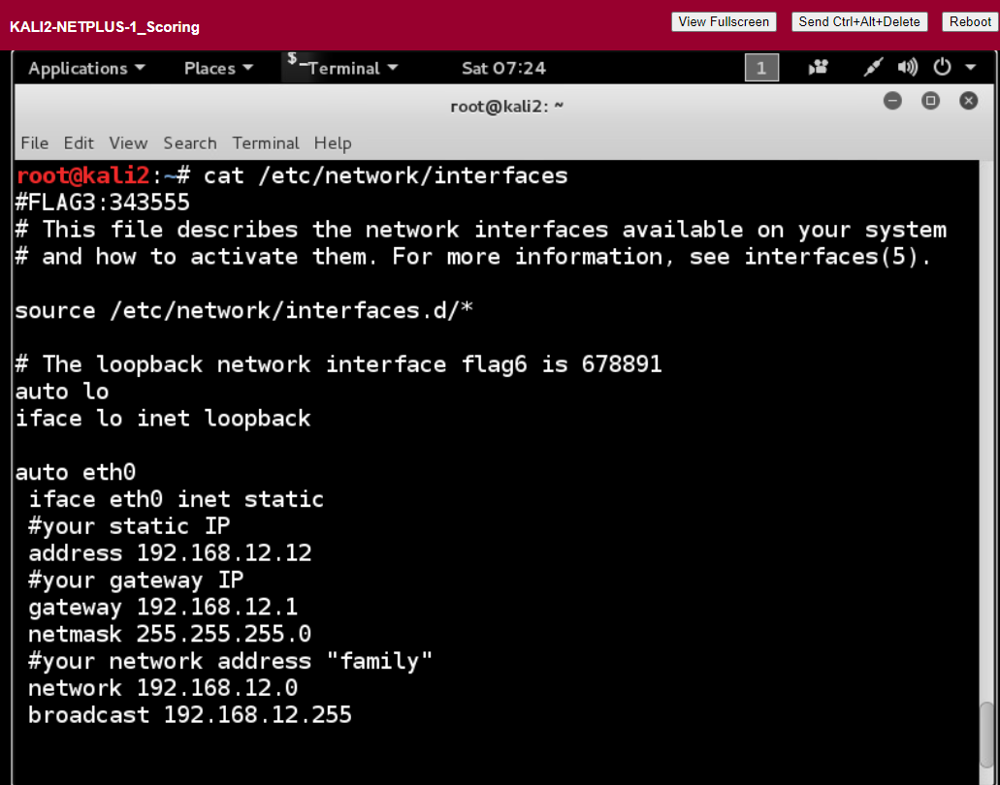 KALI2-NETPLUS-1_Scoring
View Fullscreen Send Ctrl+Alt+Delete Reboot
Applications Places $_Terminal Sat 07:24 1
root@kali2: ~
File Edit View Search Terminal Help
root@kali2:~# cat /etc/network/interfaces
#FLAG3:343555
# This file describes the network interfaces available on your system
# and how to activate them. For more information, see interfaces(5).
source /etc/network/interfaces.d/*
# The loopback network interface flag6 is 678891
auto lo
iface lo inet loopback
auto eth0
iface eth0 inet static
#your static IP
address 192.168.12.12
#your gateway IP
gateway 192.168.12.1
netmask 255.255.255.0
#your network address "family"
network 192.168.12.0
broadcast 192.168.12.255